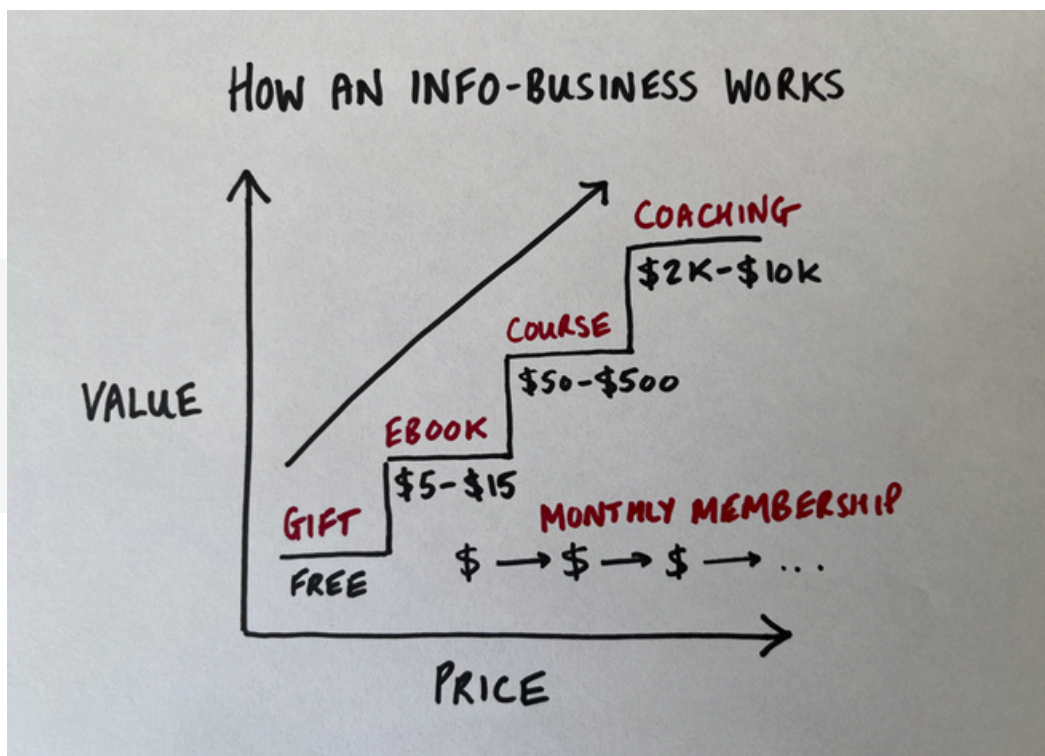 HOW AN INFO-BUSINESS WORKS
COACHING
$2K-$10K
COURSE
$50-$500
VALUE
EBOOK
$5-$15
GIFT
FREE
MONTHLY MEMBERSHIP
$ → $ → $ → ...
PRICE